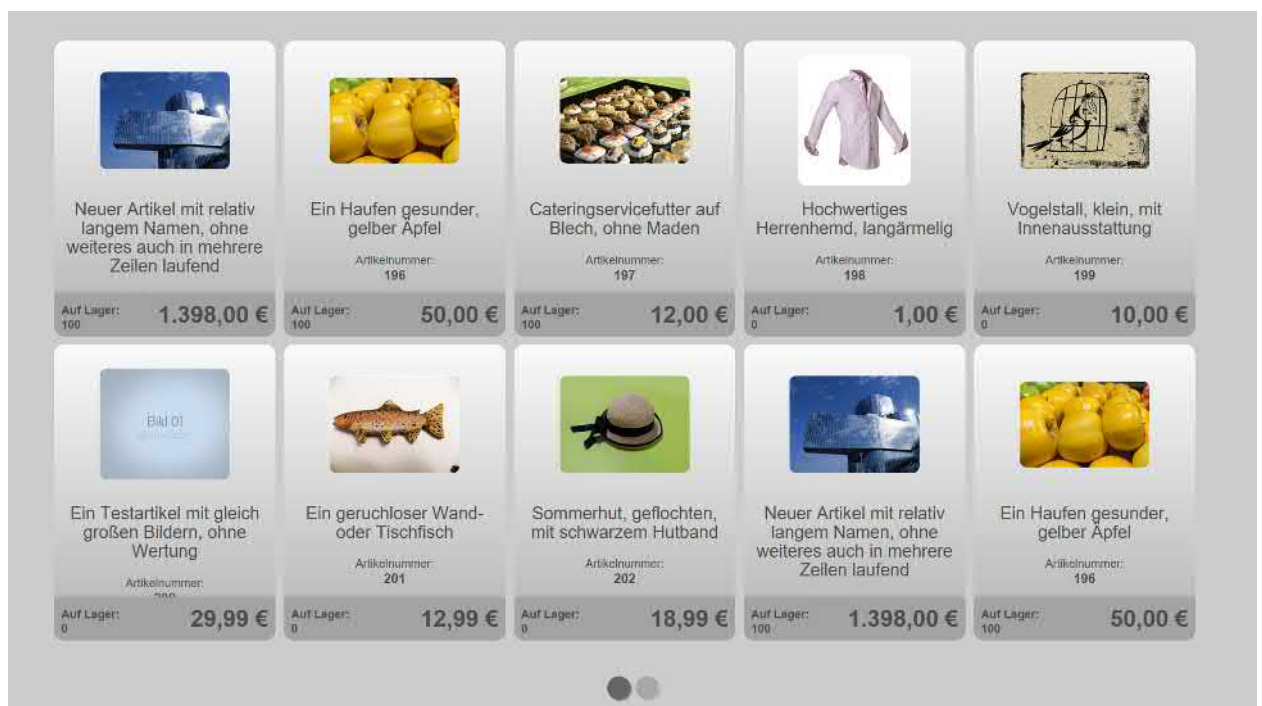 Neuer Artikel mit relativ
langem Namen, ohne
weiteres auch in mehrere
Zeilen laufend
Auf Lager:
100
1.398,00 €
Ein Haufen gesunder,
gelber Äpfel
Artikelnummer:
196
Auf Lager:
100
50,00 €
Cateringservicefutter auf
Blech, ohne Maden
Artikelnummer:
197
Auf Lager:
100
12,00 €
Hochwertiges
Herrenhemd, langärmelig
Artikelnummer:
198
Auf Lager:
0
1,00 €
Vogelstall, klein, mit
Innenausstattung
Artikelnummer:
199
Auf Lager:
0
10,00 €
Bild 01
Ein Testartikel mit gleich
großen Bildern, ohne
Wertung
Artikelnummer:
Auf Lager:
0
29,99 €
Ein geruchloser Wand-
oder Tischfisch
Artikelnummer:
201
Auf Lager:
0
12,99 €
Sommerhut, geflochten,
mit schwarzem Hutband
Artikelnummer:
202
Auf Lager:
0
18,99 €
Neuer Artikel mit relativ
langem Namen, ohne
weiteres auch in mehrere
Zeilen laufend
Auf Lager:
100
1.398,00 €
Ein Haufen gesunder,
gelber Äpfel
Artikelnummer:
196
Auf Lager:
100
50,00 €